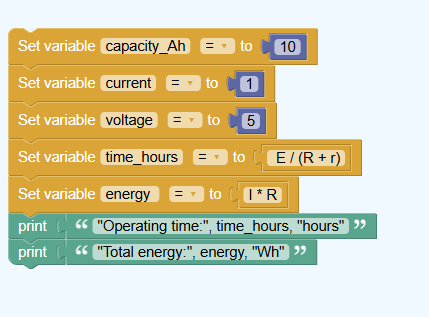 Set variable capacity_Ah = ▾ to 10
Set variable current = ▾ to 1
Set variable voltage = ▾ to 5
Set variable time_hours = ▾ to E / (R + r)
Set variable energy = ▾ to I * R
print “ "Operating time:", time_hours, "hours" ”
print “ "Total energy:", energy, "Wh" ”